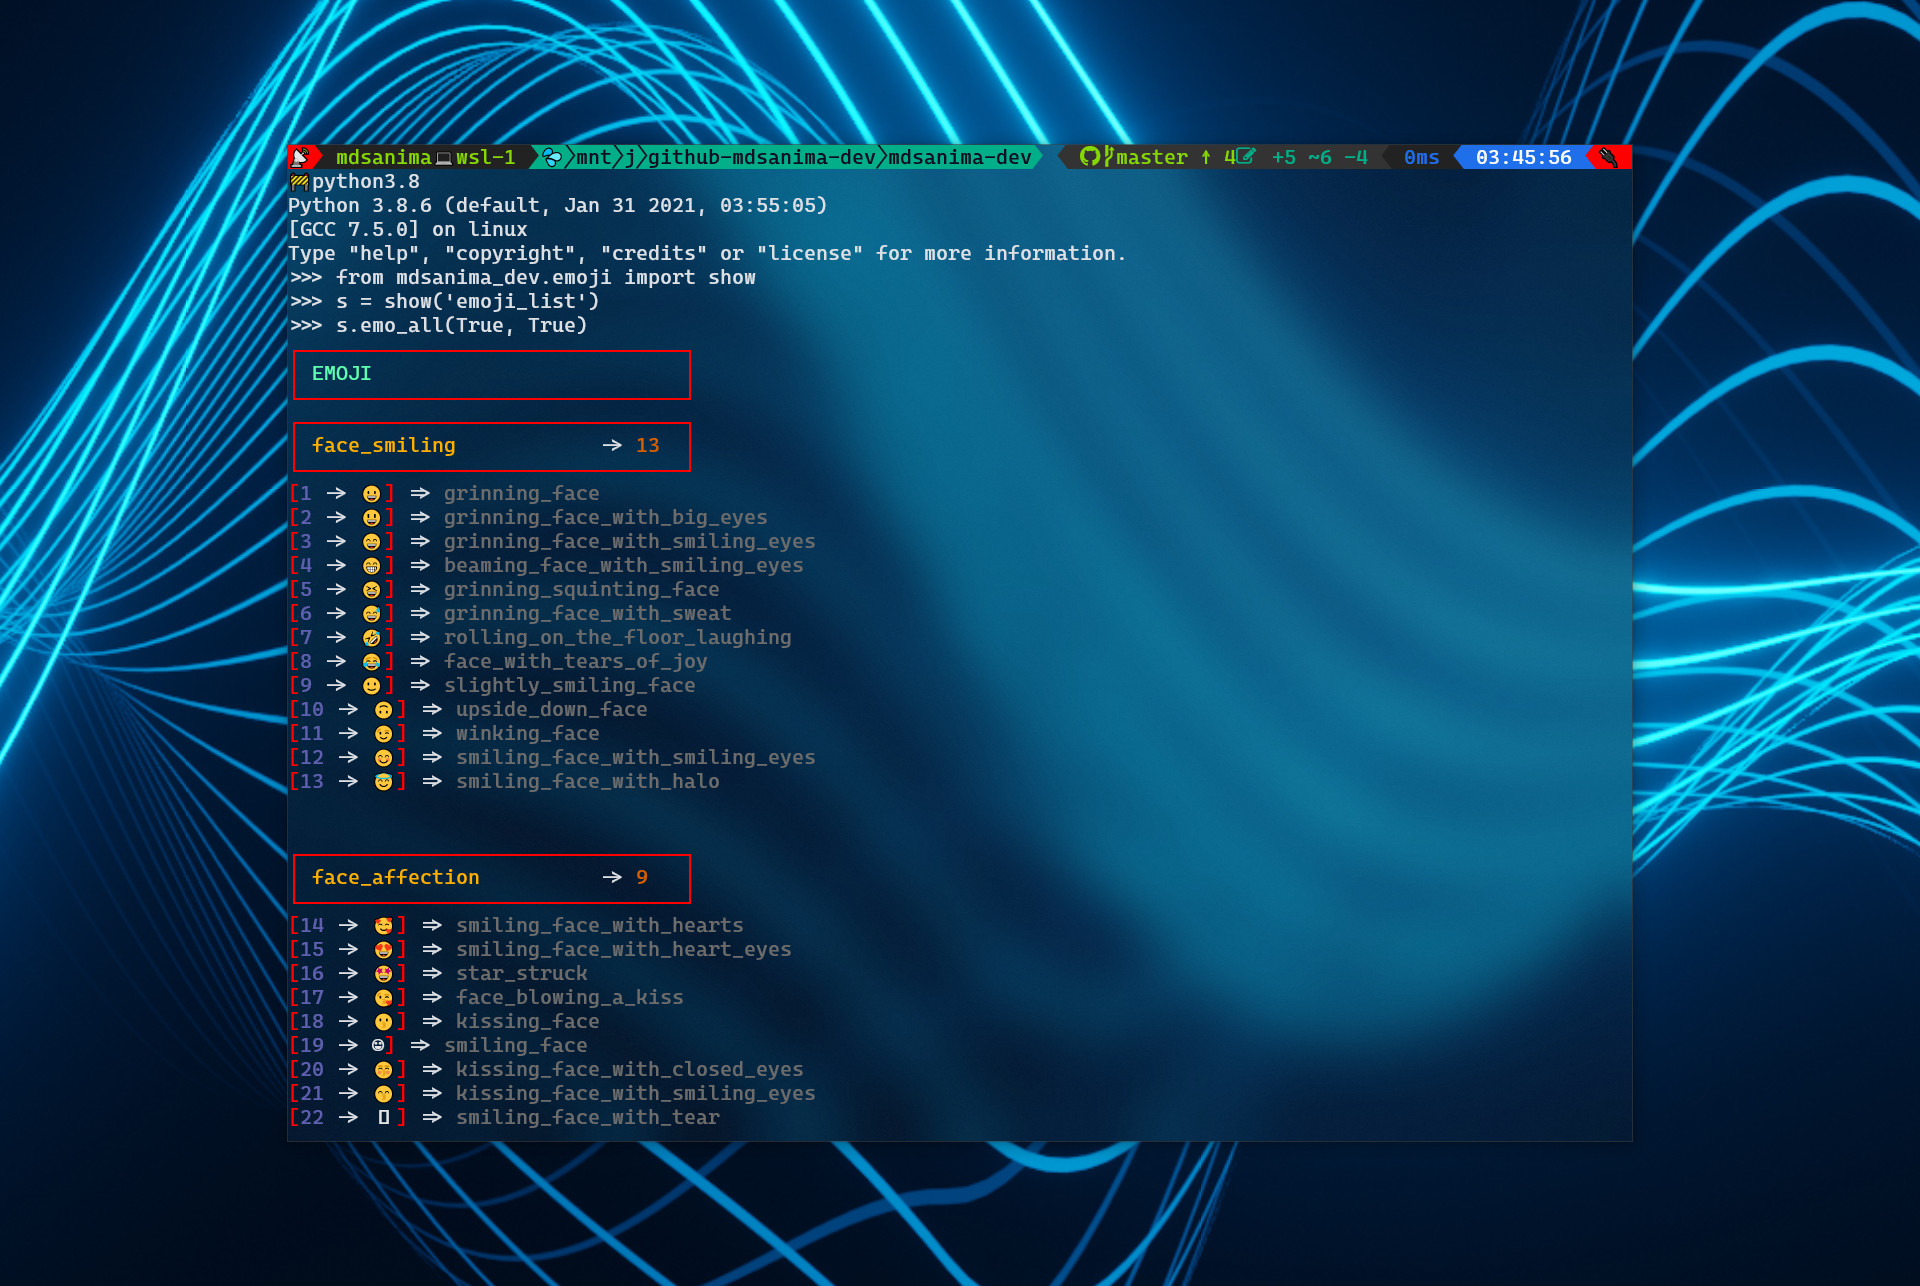 mdsanima💻wsl-1 mnt j github-mdsanima-dev mdsanima-dev master ↑ 4 +5 ~6 -4 0ms 03:45:56
🚧python3.8
Python 3.8.6 (default, Jan 31 2021, 03:55:05)
[GCC 7.5.0] on linux
Type "help", "copyright", "credits" or "license" for more information.
>>> from mdsanima_dev.emoji import show
>>> s = show('emoji_list')
>>> s.emo_all(True, True)
EMOJI
face_smiling → 13
[1 → 😀] ⇒ grinning_face
[2 → 😃] ⇒ grinning_face_with_big_eyes
[3 → 😄] ⇒ grinning_face_with_smiling_eyes
[4 → 😁] ⇒ beaming_face_with_smiling_eyes
[5 → 😆] ⇒ grinning_squinting_face
[6 → 😅] ⇒ grinning_face_with_sweat
[7 → 🤣] ⇒ rolling_on_the_floor_laughing
[8 → 😂] ⇒ face_with_tears_of_joy
[9 → 🙂] ⇒ slightly_smiling_face
[10 → 🙃] ⇒ upside_down_face
[11 → 😉] ⇒ winking_face
[12 → 😊] ⇒ smiling_face_with_smiling_eyes
[13 → 😇] ⇒ smiling_face_with_halo
face_affection → 9
[14 → 🥰] ⇒ smiling_face_with_hearts
[15 → 😍] ⇒ smiling_face_with_heart_eyes
[16 → 🤩] ⇒ star_struck
[17 → 😘] ⇒ face_blowing_a_kiss
[18 → 😗] ⇒ kissing_face
[19 → ☺] ⇒ smiling_face
[20 → 😚] ⇒ kissing_face_with_closed_eyes
[21 → 😙] ⇒ kissing_face_with_smiling_eyes
[22 → ▯] ⇒ smiling_face_with_tear